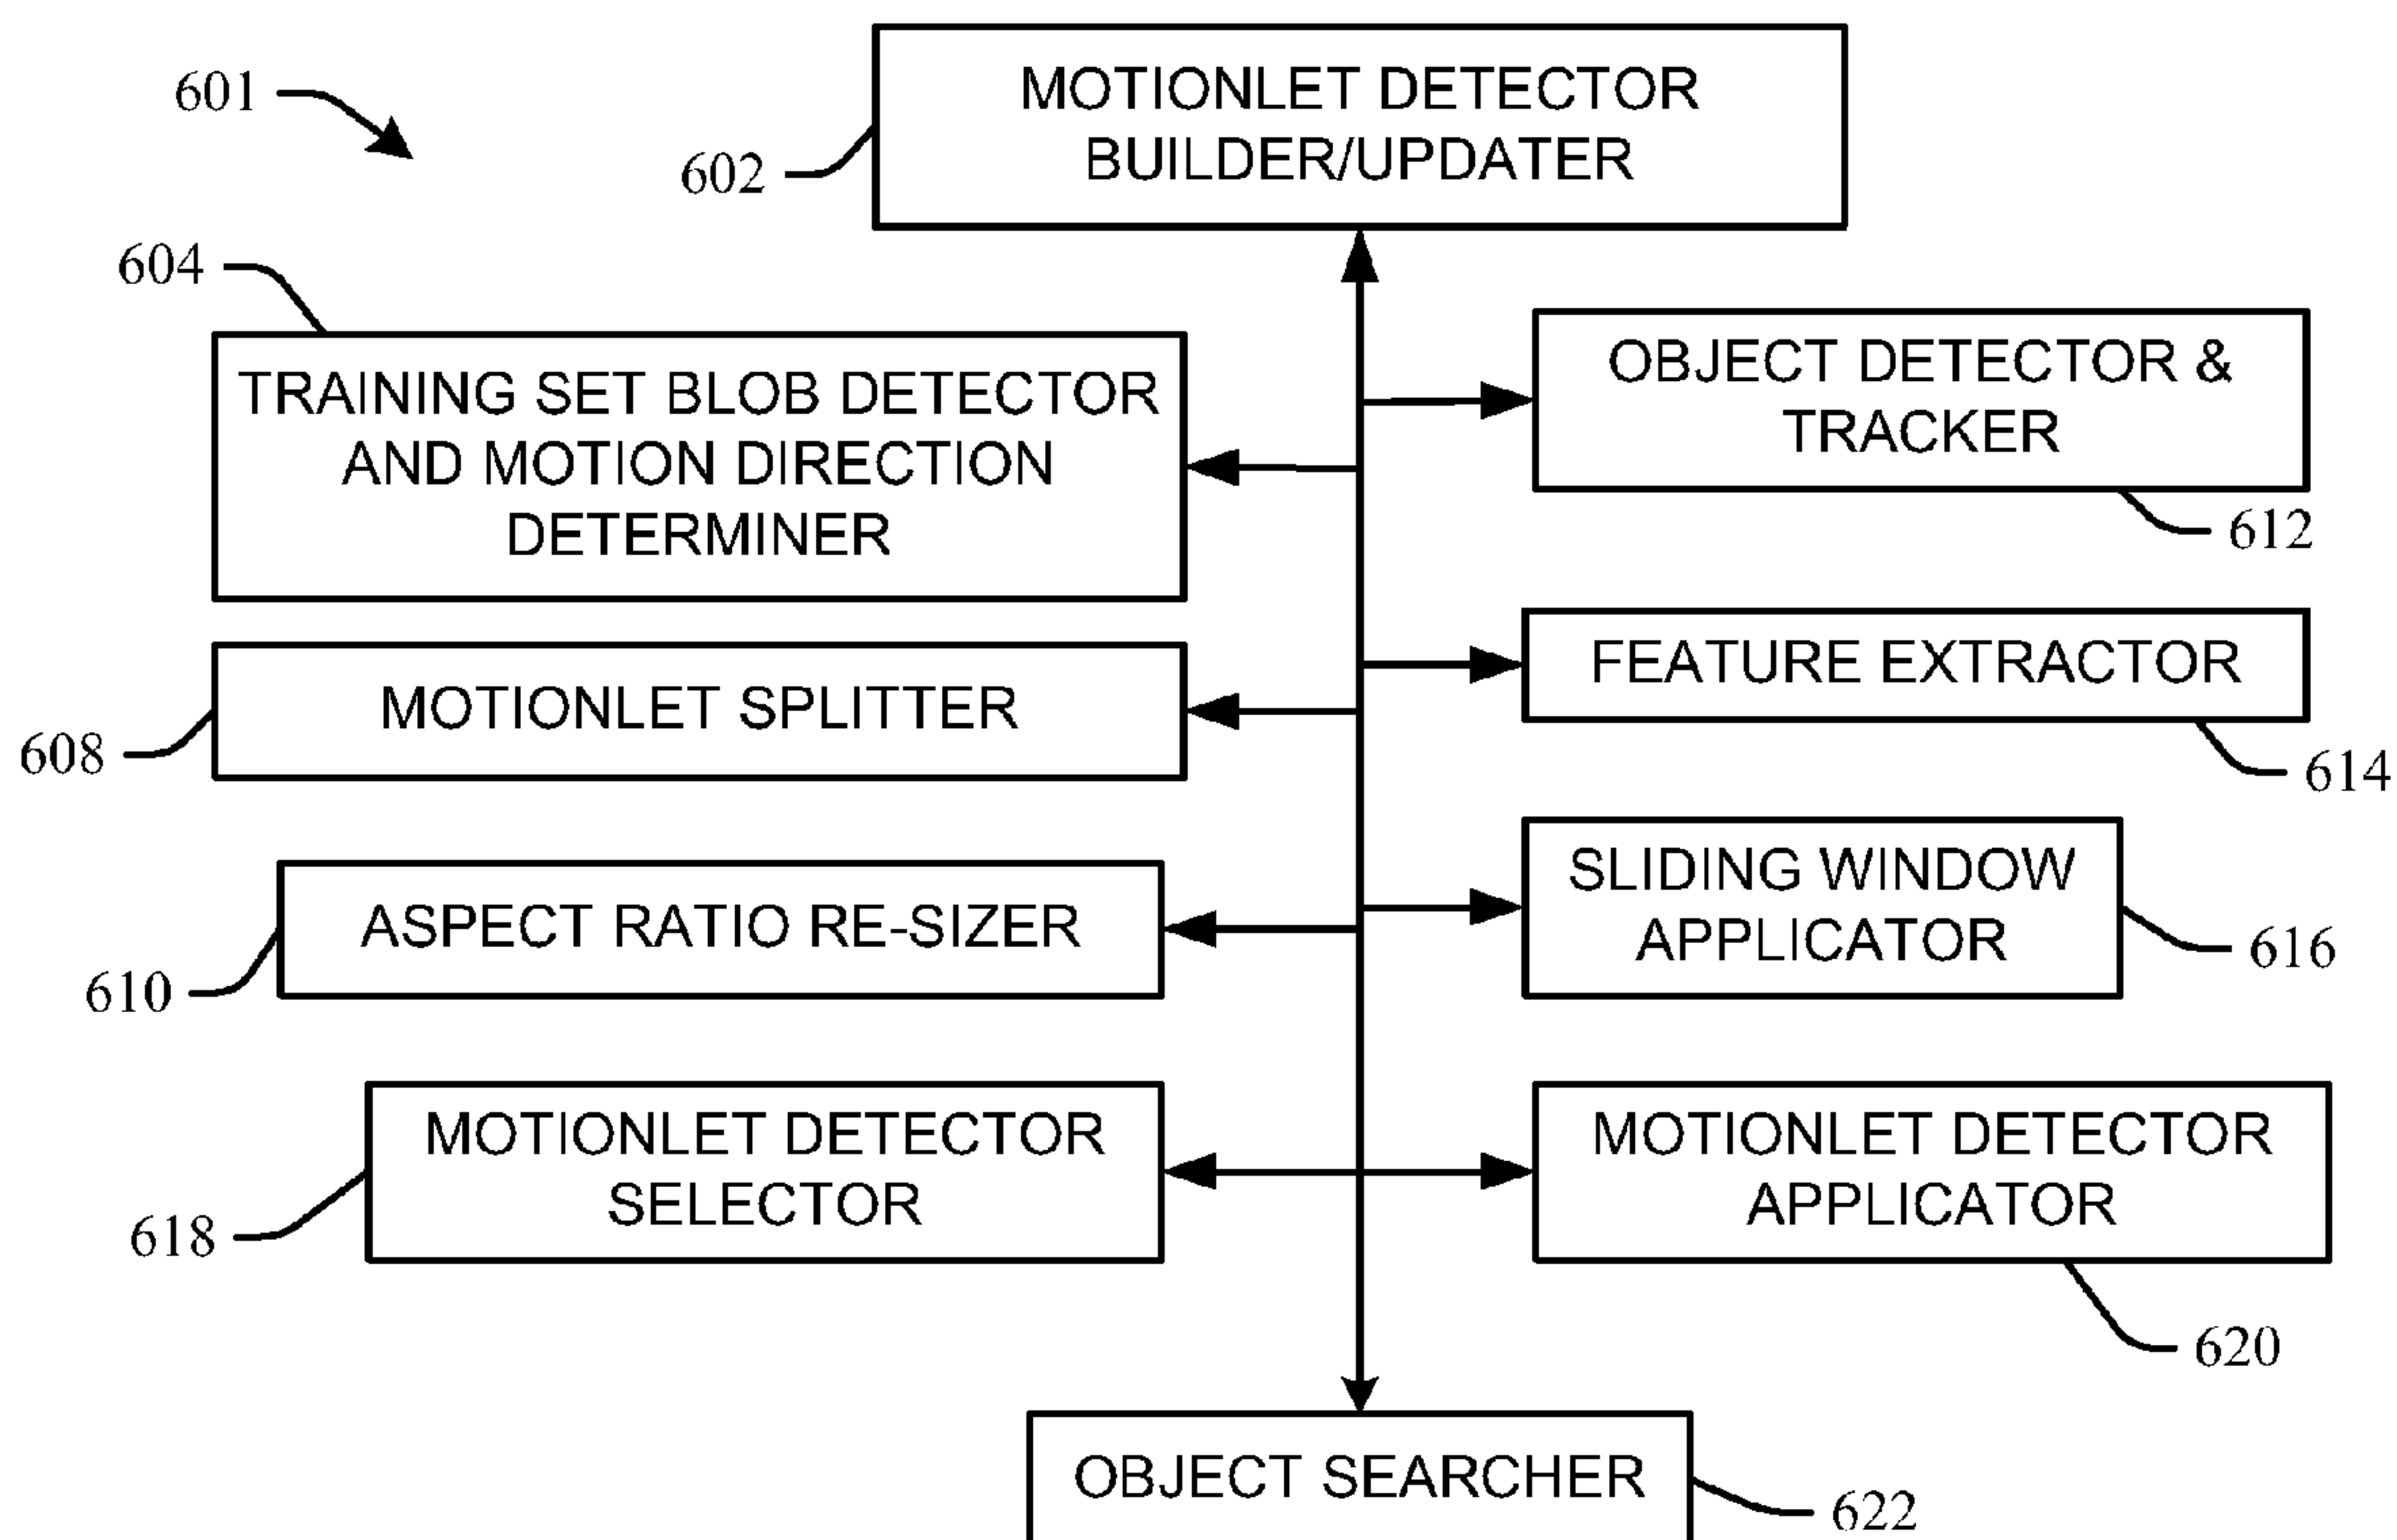 601
MOTIONLET DETECTOR
BUILDER/UPDATER
602
604
TRAINING SET BLOB DETECTOR
AND MOTION DIRECTION
DETERMINER
OBJECT DETECTOR &
TRACKER
612
MOTIONLET SPLITTER
608
FEATURE EXTRACTOR
614
ASPECT RATIO RE-SIZER
610
SLIDING WINDOW
APPLICATOR
616
MOTIONLET DETECTOR
SELECTOR
618
MOTIONLET DETECTOR
APPLICATOR
620
OBJECT SEARCHER
622